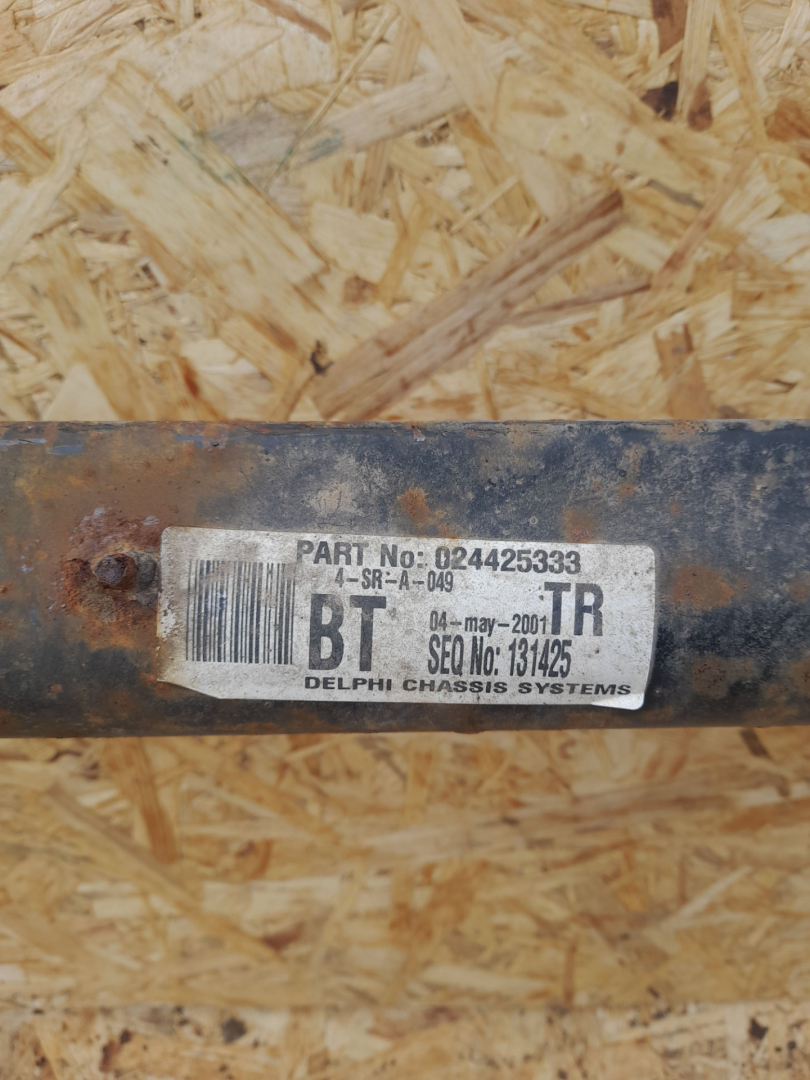 PART No: 024425333
4-SR-A-049
BT 04-may-2001 TR
SEQ No: 131425
DELPHI CHASSIS SYSTEMS